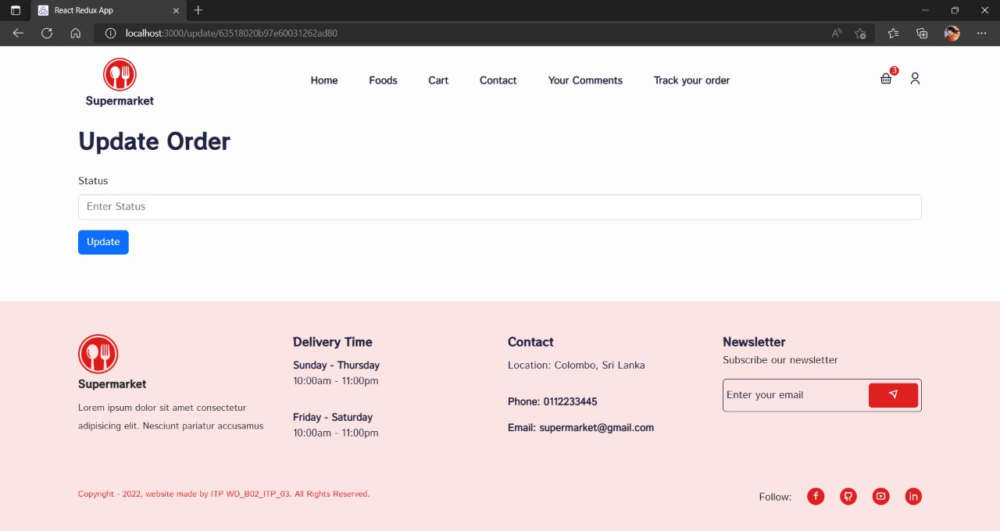 React Redux App
localhost:3000/update/63518020b97e60031262ad80
Supermarket
Home
Foods
Cart
Contact
Your Comments
Track your order
3
Update Order
Status
Enter Status
Update
Supermarket
Lorem ipsum dolor sit amet consectetur
adipisicing elit. Nesciunt pariatur accusamus
Delivery Time
Sunday - Thursday
10:00am - 11:00pm
Friday - Saturday
10:00am - 11:00pm
Contact
Location: Colombo, Sri Lanka
Phone: 0112233445
Email: supermarket@gmail.com
Newsletter
Subscribe our newsletter
Enter your email
Copyright - 2022, website made by ITP WD_B02_ITP_03. All Rights Reserved.
Follow: